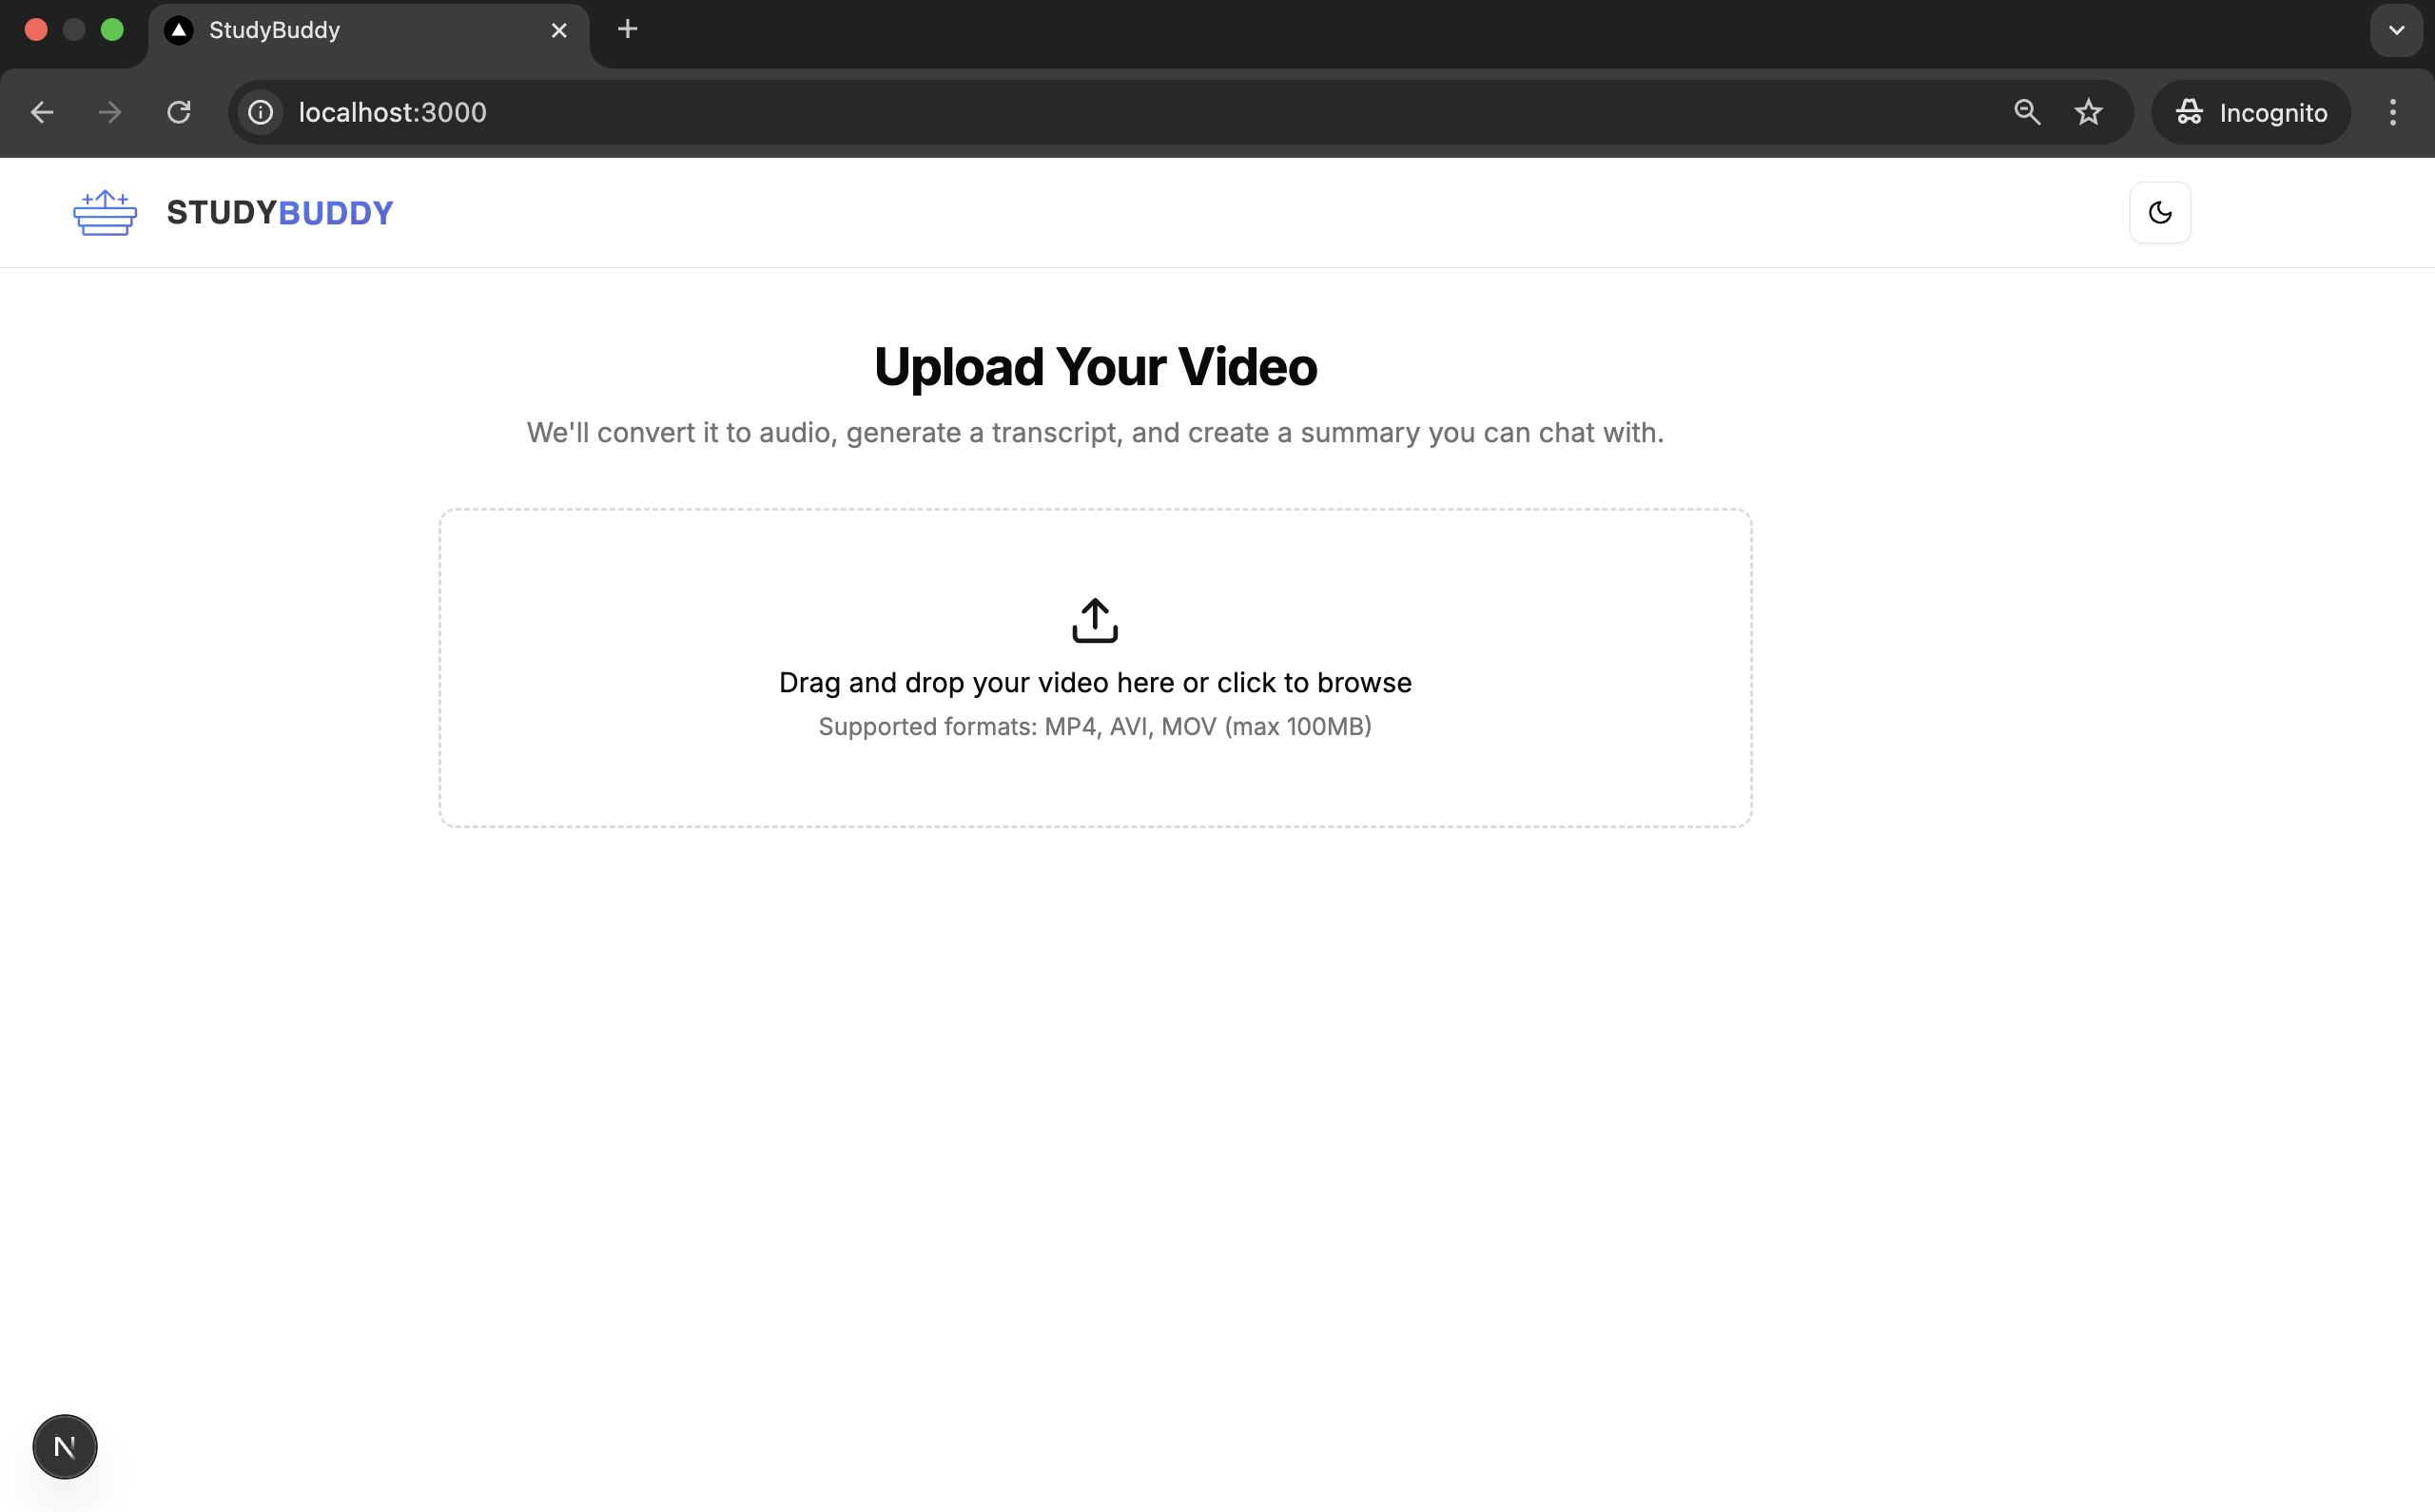 StudyBuddy
localhost:3000
Incognito
STUDYBUDDY
Upload Your Video
We'll convert it to audio, generate a transcript, and create a summary you can chat with.
Drag and drop your video here or click to browse
Supported formats: MP4, AVI, MOV (max 100MB)
N